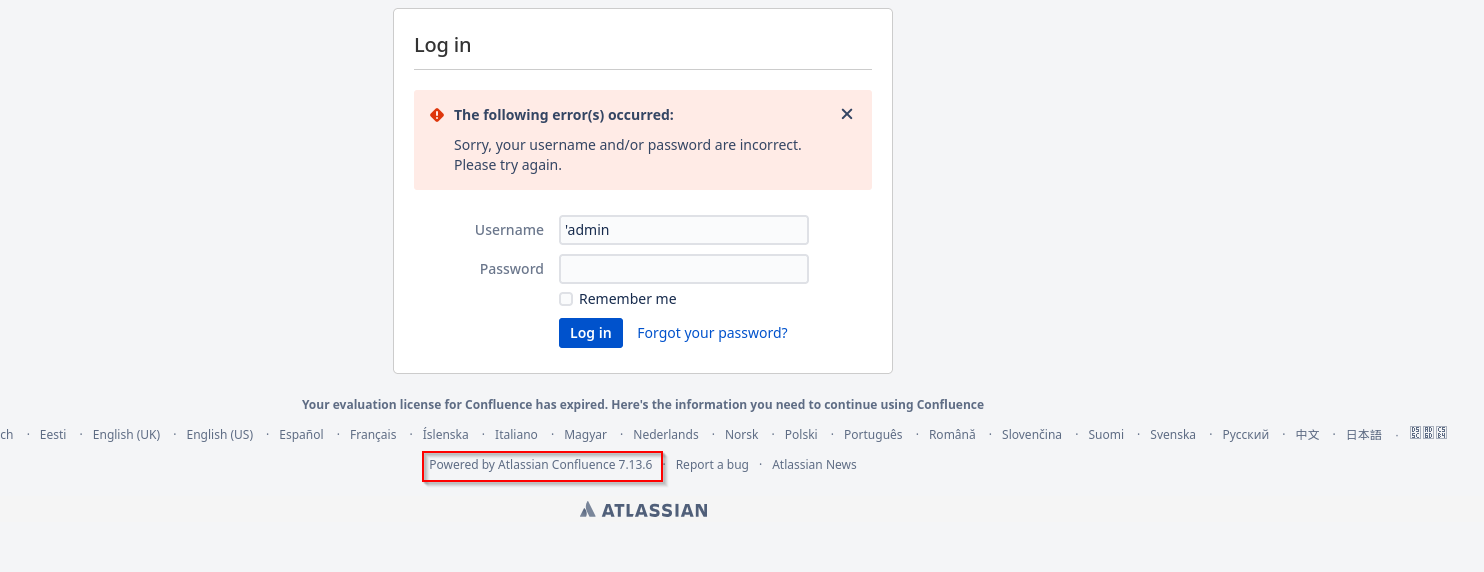 Log in
The following error(s) occurred:
Sorry, your username and/or password are incorrect.
Please try again.
Username 'admin
Password
Remember me
Log in Forgot your password?
Your evaluation license for Confluence has expired. Here's the information you need to continue using Confluence
ch · Eesti · English (UK) · English (US) · Español · Français · Íslenska · Italiano · Magyar · Nederlands · Norsk · Polski · Português · Română · Slovenčina · Suomi · Svenska · Русский · 中文 · 日本語 ·
Powered by Atlassian Confluence 7.13.6 · Report a bug · Atlassian News
ATLASSIAN